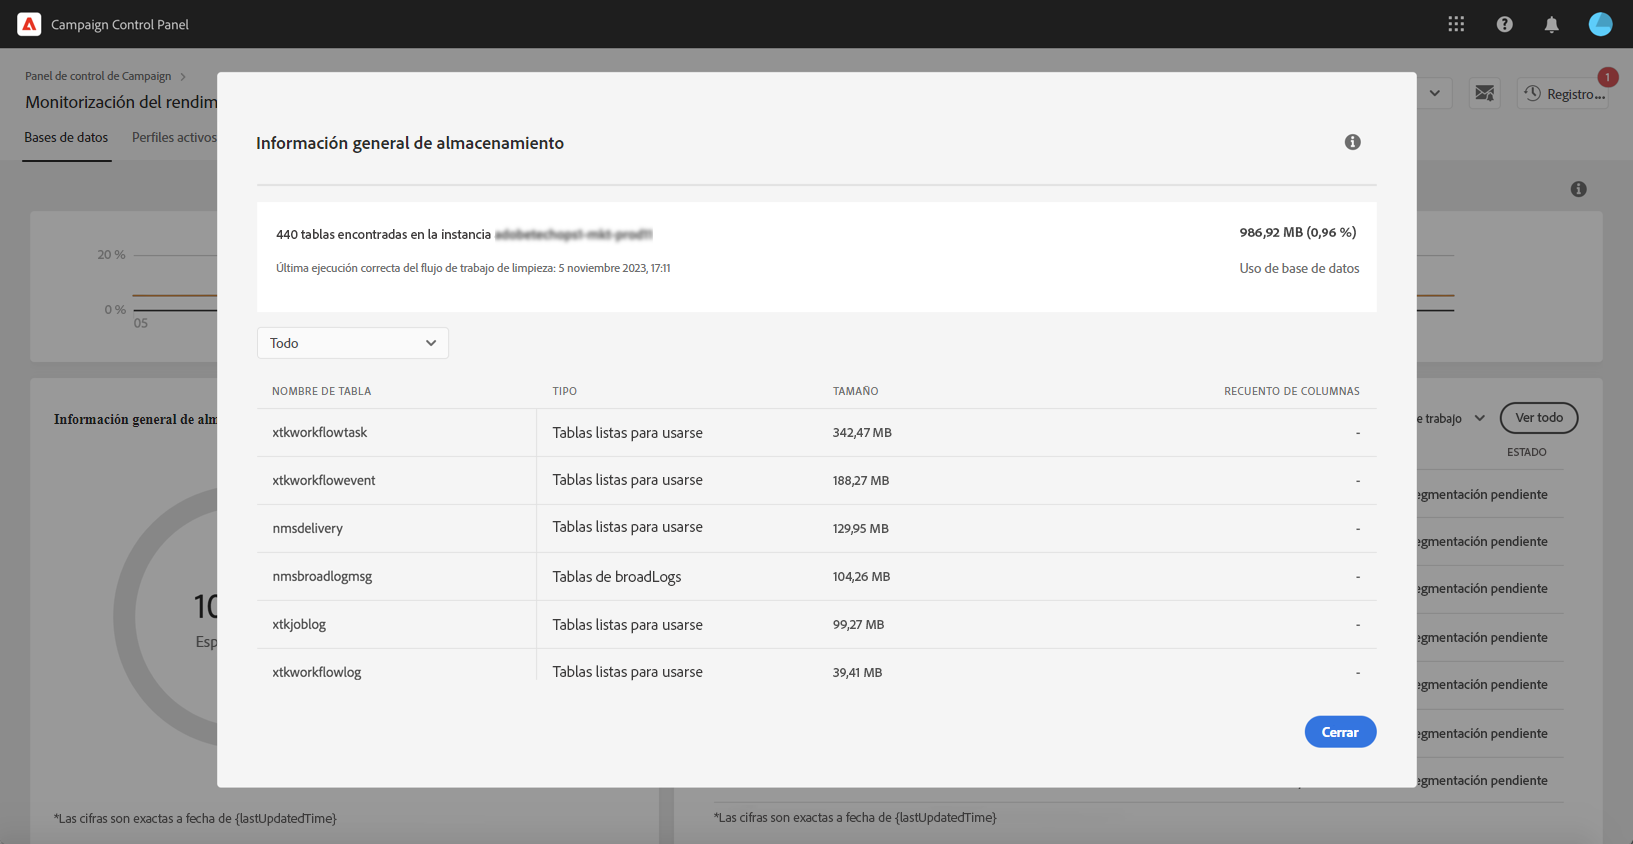 Campaign Control Panel
Panel de control de Campaign
Monitorización del rendim
1
Registro...
Bases de datos
Perfiles activos
Información general de almacenamiento
440 tablas encontradas en la instancia
986,92 MB (0,96 %)
Última ejecución correcta del flujo de trabajo de limpieza: 5 noviembre 2023, 17:11
Uso de base de datos
20 %
0 %
05
Todo
NOMBRE DE TABLA TIPO TAMAÑO RECUENTO DE COLUMNAS
xtkworkflowtask Tablas listas para usarse 342,47 MB -
xtkworkflowevent Tablas listas para usarse 188,27 MB -
nmsdelivery Tablas listas para usarse 129,95 MB -
nmsbroadlogmsg Tablas de broadLogs 104,26 MB -
xtkjoblog Tablas listas para usarse 99,27 MB -
xtkworkflowlog Tablas listas para usarse 39,41 MB -
Cerrar
Información general de alm
10
Esp
*Las cifras son exactas a fecha de {lastUpdatedTime}
e trabajo
Ver todo
ESTADO
egmentación pendiente
egmentación pendiente
egmentación pendiente
egmentación pendiente
egmentación pendiente
egmentación pendiente
egmentación pendiente
*Las cifras son exactas a fecha de {lastUpdatedTime}